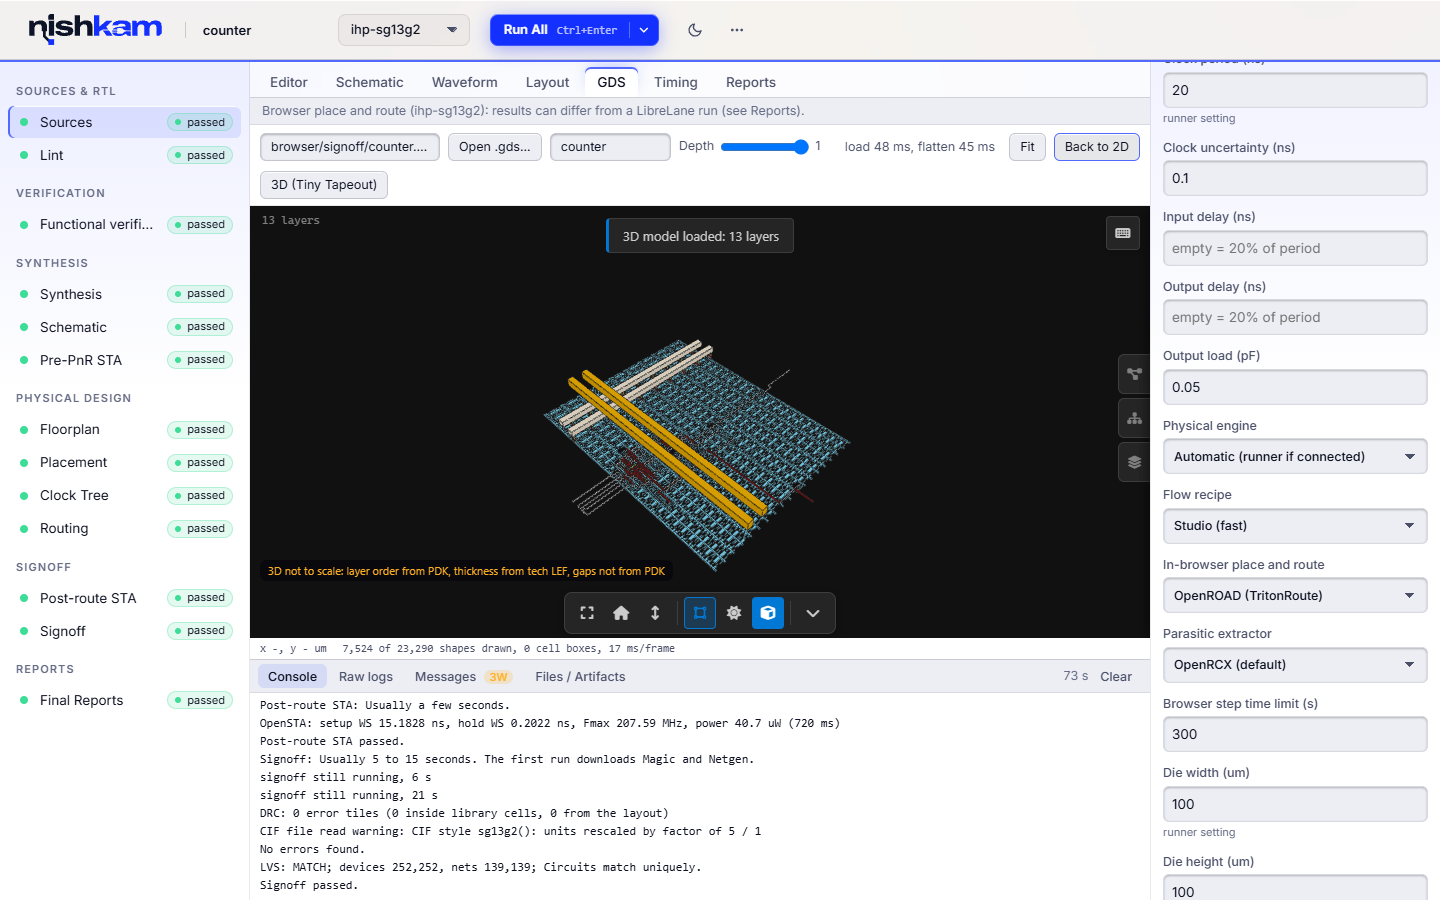 nishkam
counter
ihp-sg13g2
Run All Ctrl+Enter
SOURCES & RTL
Sources passed
Lint passed
VERIFICATION
Functional verifi... passed
SYNTHESIS
Synthesis passed
Schematic passed
Pre-PnR STA passed
PHYSICAL DESIGN
Floorplan passed
Placement passed
Clock Tree passed
Routing passed
SIGNOFF
Post-route STA passed
Signoff passed
REPORTS
Final Reports passed
Editor Schematic Waveform Layout GDS Timing Reports
Browser place and route (ihp-sg13g2): results can differ from a LibreLane run (see Reports).
browser/signoff/counter.... Open .gds... counter Depth 1 load 48 ms, flatten 45 ms Fit Back to 2D
3D (Tiny Tapeout)
13 layers
3D model loaded: 13 layers
3D not to scale: layer order from PDK, thickness from tech LEF, gaps not from PDK
x -, y - um 7,524 of 23,290 shapes drawn, 0 cell boxes, 17 ms/frame
Console Raw logs Messages 3W Files / Artifacts 73 s Clear
Post-route STA: Usually a few seconds.
OpenSTA: setup WS 15.1828 ns, hold WS 0.2022 ns, Fmax 207.59 MHz, power 40.7 uW (720 ms)
Post-route STA passed.
Signoff: Usually 5 to 15 seconds. The first run downloads Magic and Netgen.
signoff still running, 6 s
signoff still running, 21 s
DRC: 0 error tiles (0 inside library cells, 0 from the layout)
CIF file read warning: CIF style sg13g2(): units rescaled by factor of 5 / 1
No errors found.
LVS: MATCH; devices 252,252, nets 139,139; Circuits match uniquely.
Signoff passed.
Clock period (ns)
20
runner setting
Clock uncertainty (ns)
0.1
Input delay (ns)
empty = 20% of period
Output delay (ns)
empty = 20% of period
Output load (pF)
0.05
Physical engine
Automatic (runner if connected)
Flow recipe
Studio (fast)
In-browser place and route
OpenROAD (TritonRoute)
Parasitic extractor
OpenRCX (default)
Browser step time limit (s)
300
Die width (um)
100
runner setting
Die height (um)
100